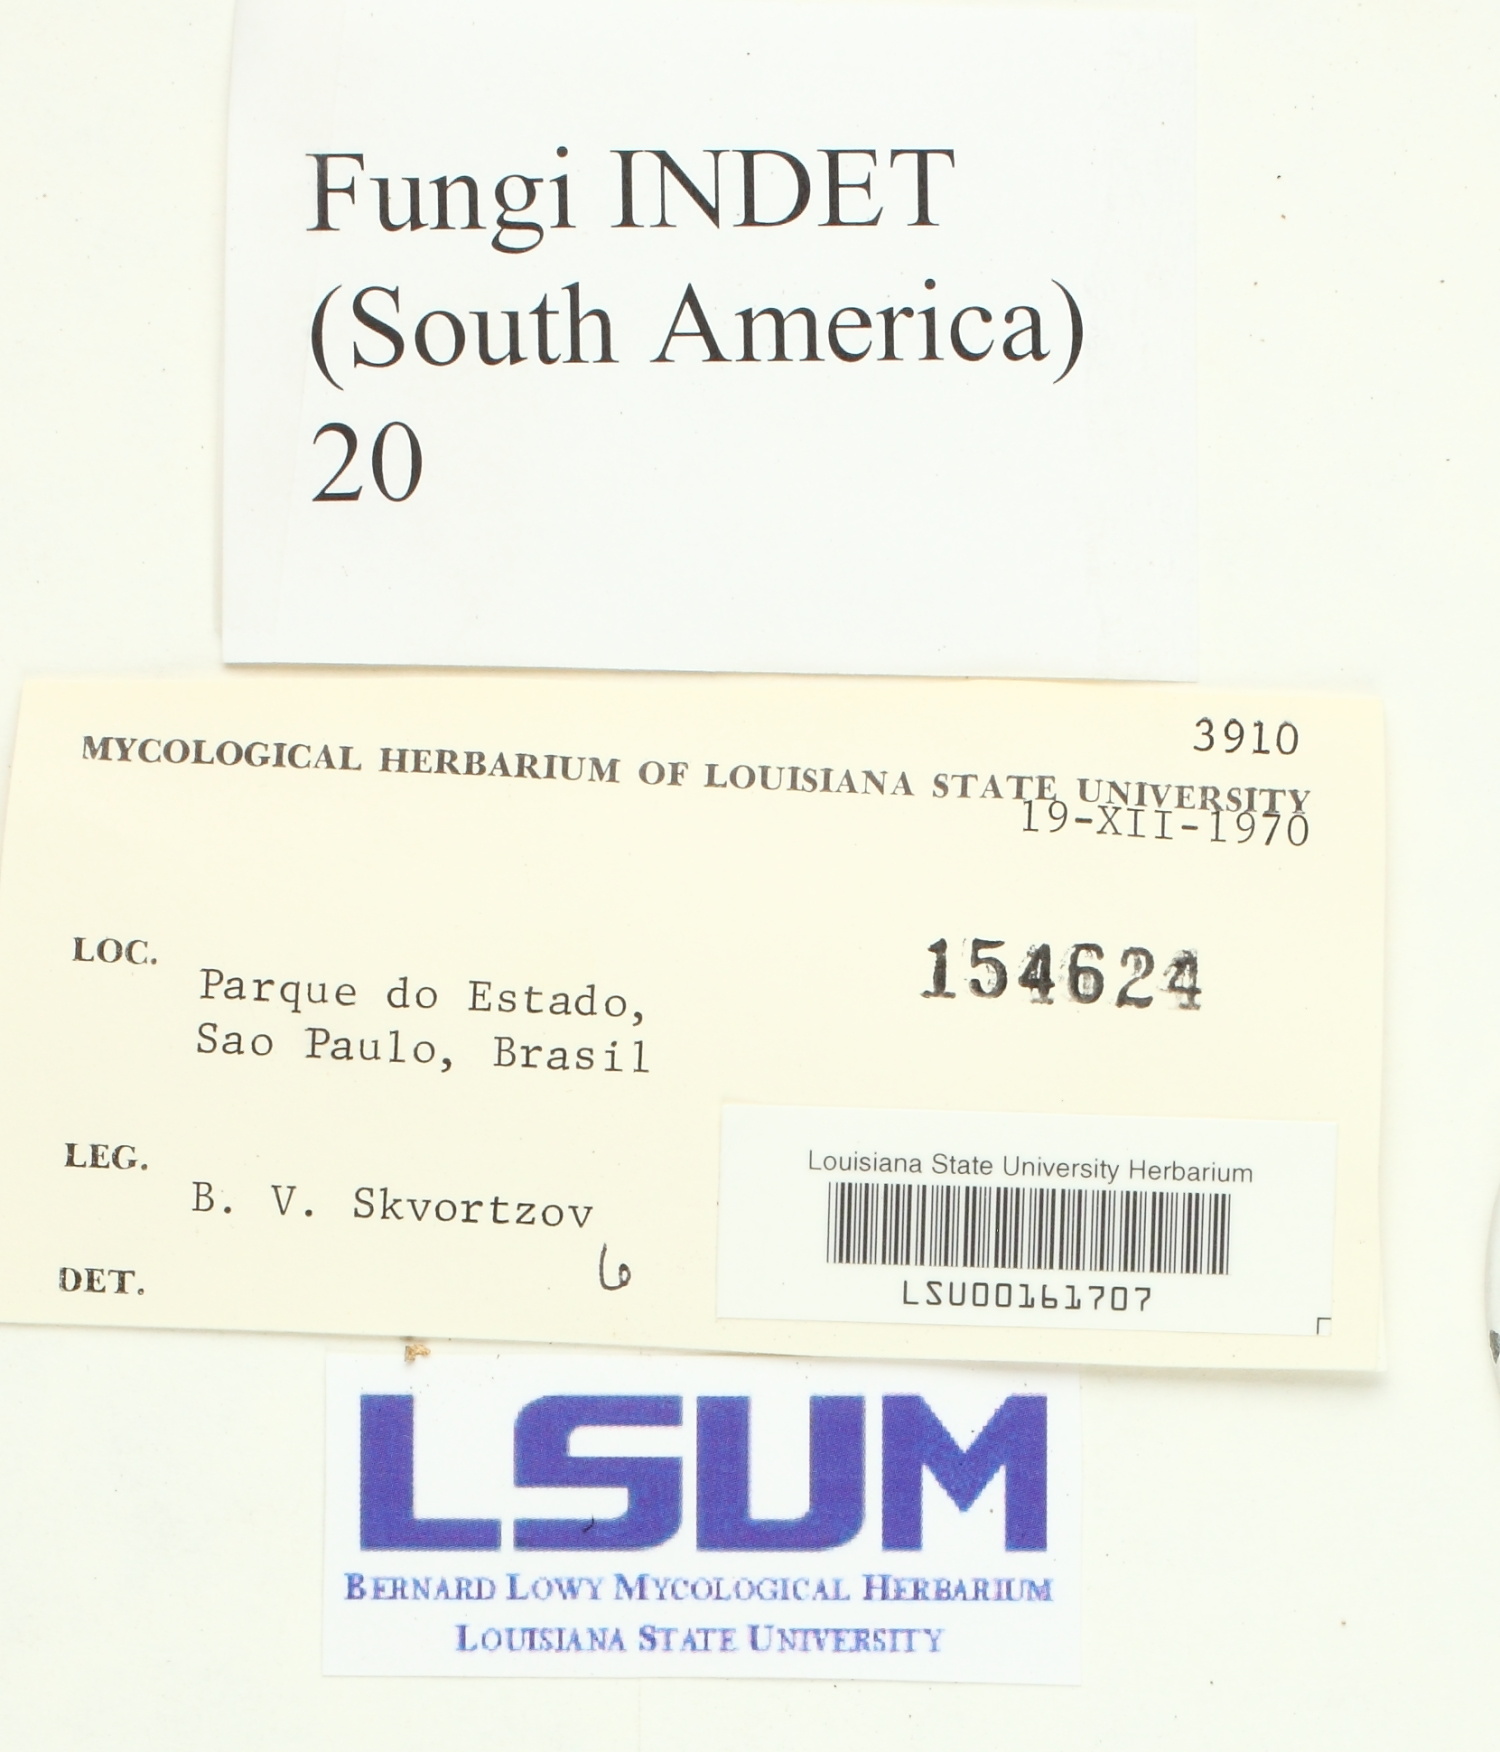 Fungi INDET
(South America)
20
3910
MYCOLOGICAL HERBARIUM OF LOUISIANA STATE UNIVERSITY
19-XII-1970
154624
LOC.
Parque do Estado,
Sao Paulo, Brasil
LEG.
B. V. Skvortzov
6
DET.
Louisiana State University Herbarium
LSU00161707
LSUM
BERNARD LOWY MYCOLOGICAL HERBARIUM
LOUISIANA STATE UNIVERSITY